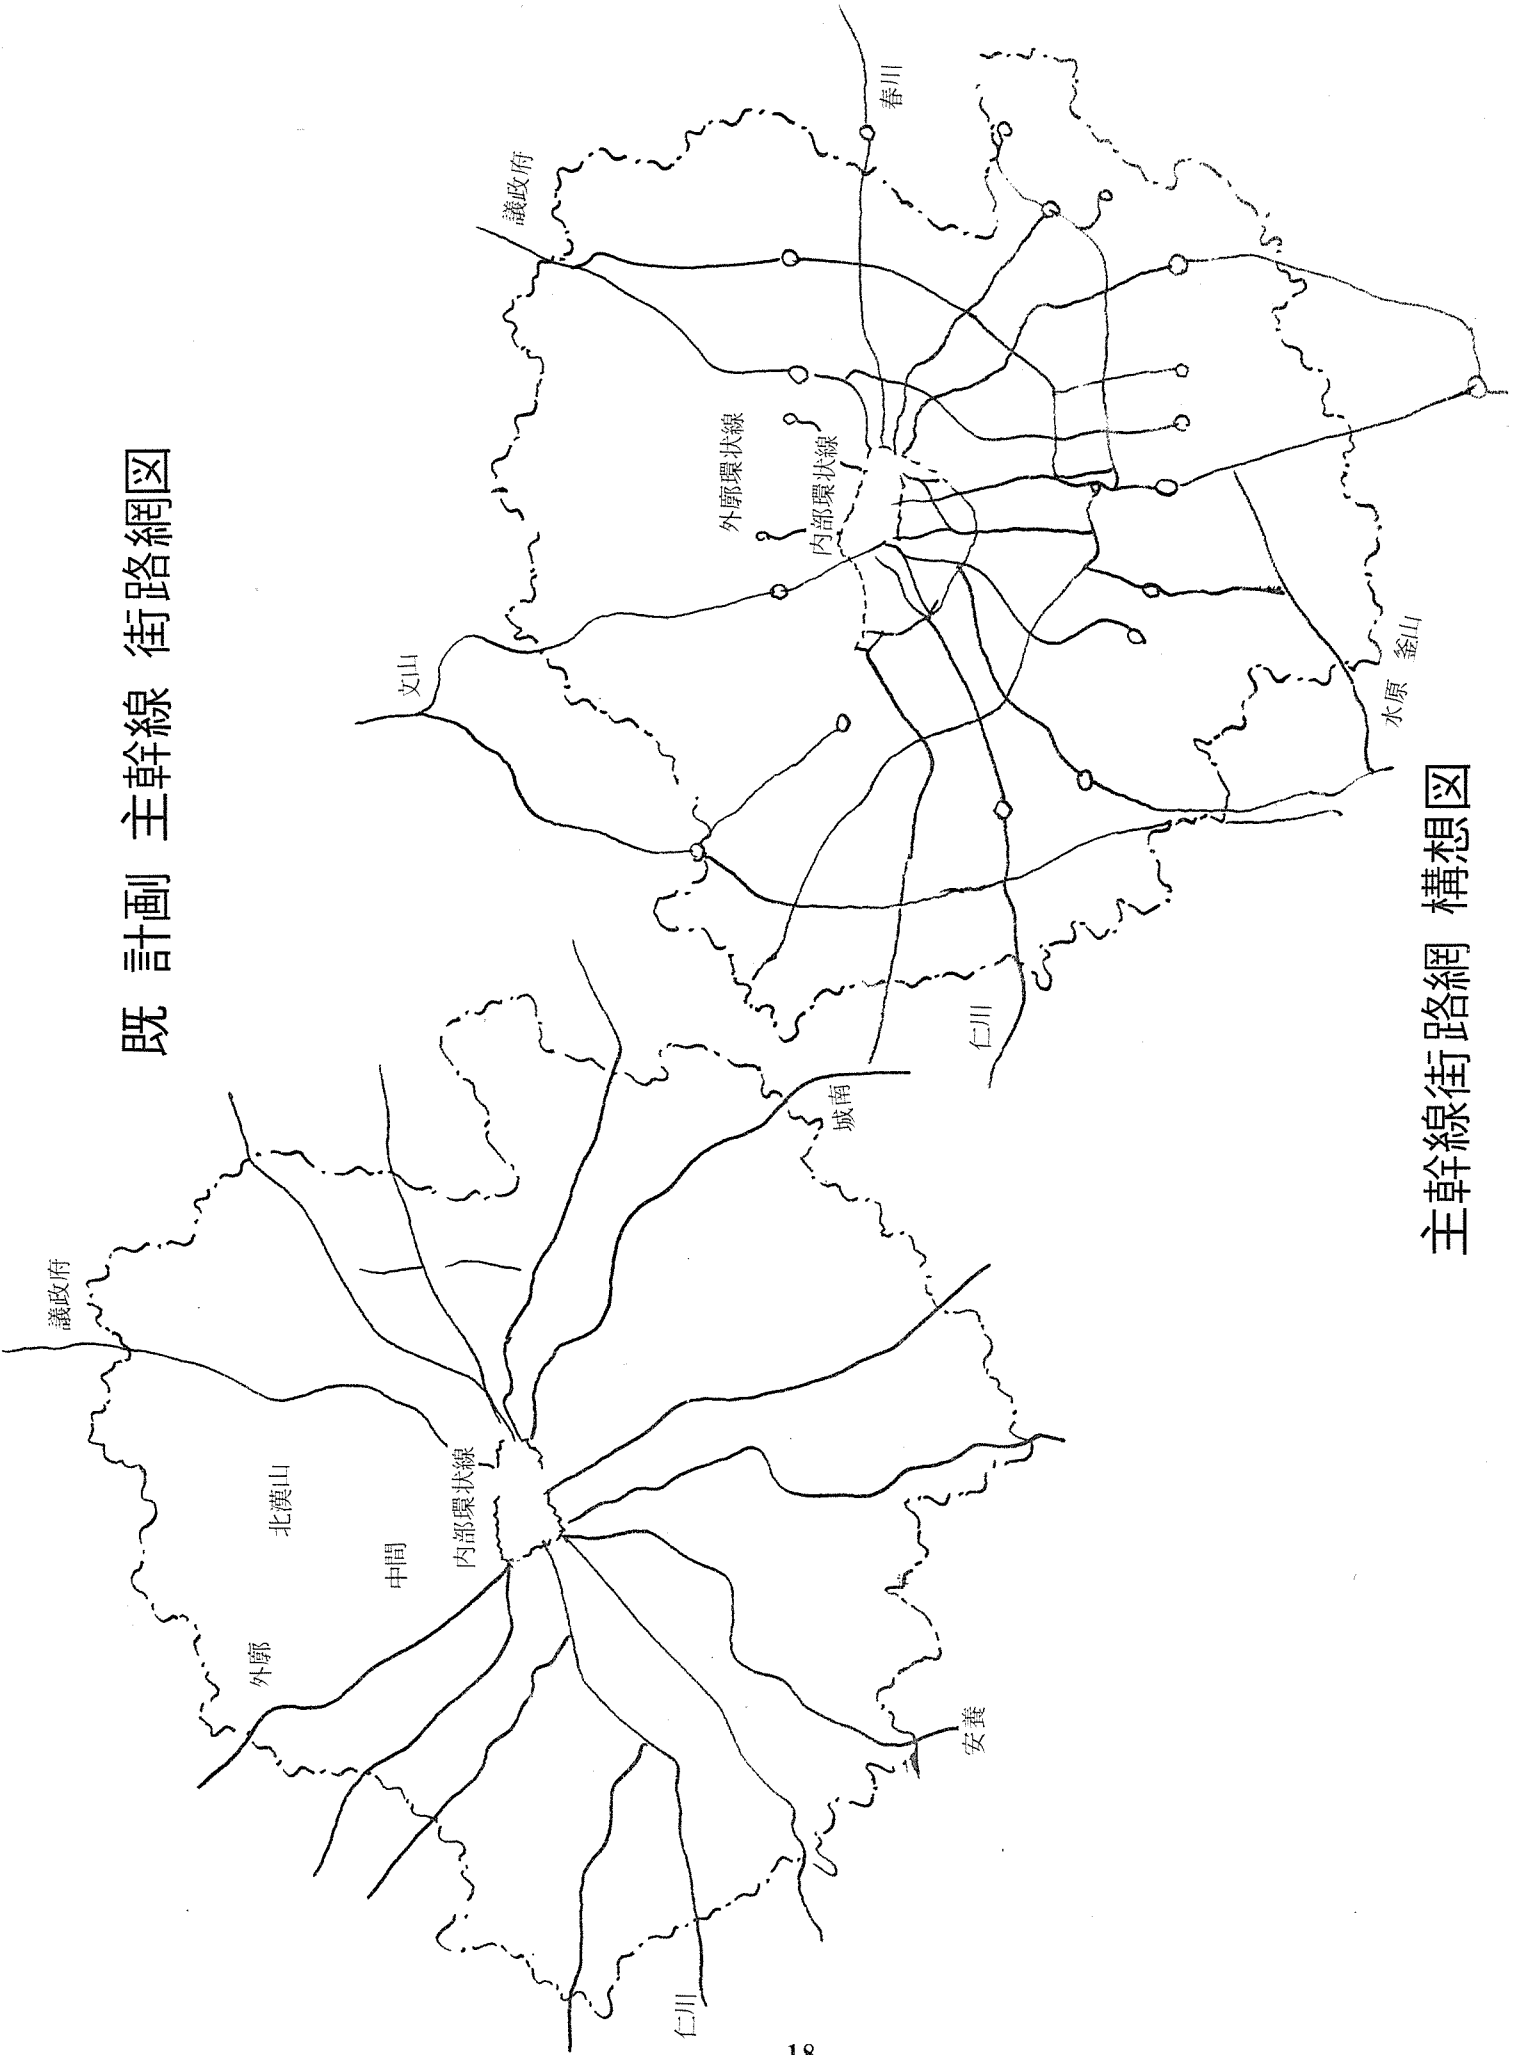 既 計画 主幹線 街路網図
議政府
北漢山
中間
外廓
内部環状線
城南
安養
仁川
主幹線街路網 構想図
議政府
春川
文山
外廓環状線
内部環状線
仁川
水原
釜山
18